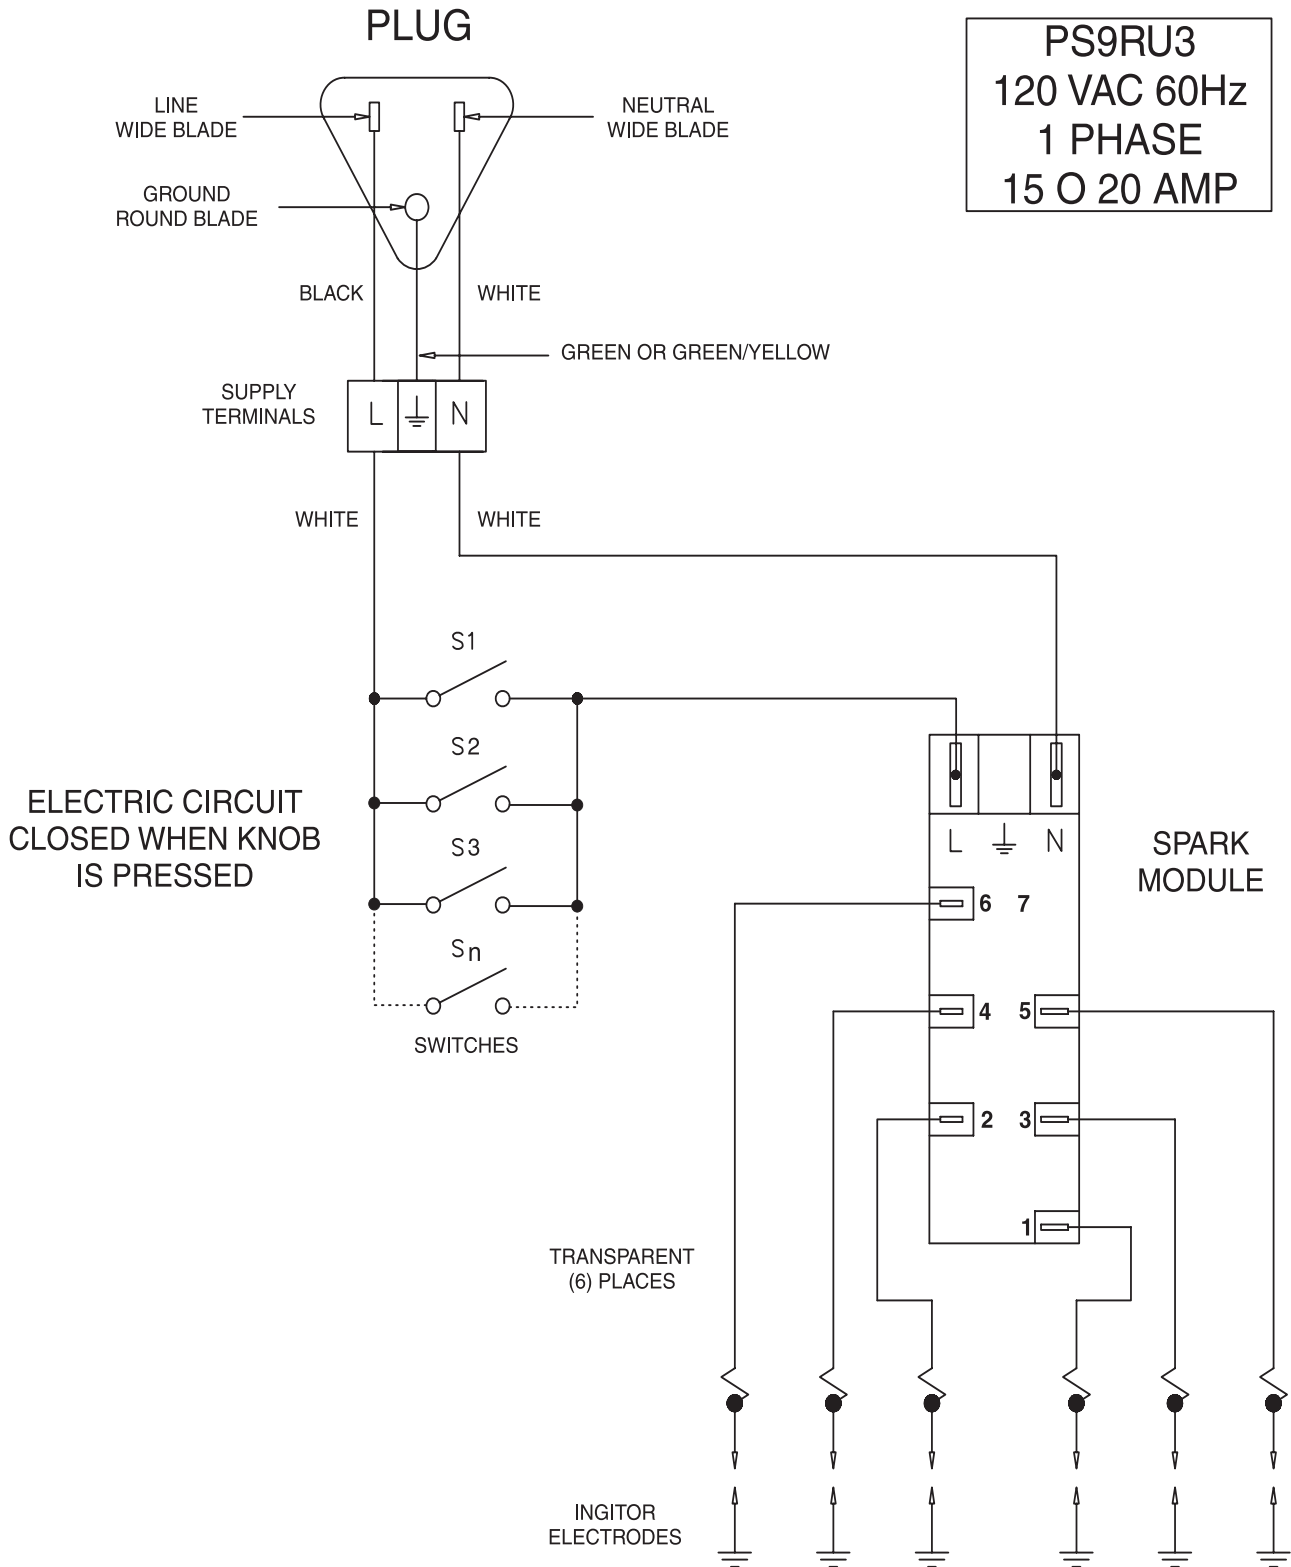 PLUG
PS9RU3
120 VAC 60Hz
1 PHASE
15 O 20 AMP
LINE
WIDE BLADE
NEUTRAL
WIDE BLADE
GROUND
ROUND BLADE
BLACK
WHITE
GREEN OR GREEN/YELLOW
SUPPLY
TERMINALS
L
N
WHITE
WHITE
S1
S2
S3
Sn
SWITCHES
ELECTRIC CIRCUIT
CLOSED WHEN KNOB
IS PRESSED
L
N
SPARK
MODULE
6 7
4 5
2 3
1
TRANSPARENT
(6) PLACES
INGITOR
ELECTRODES